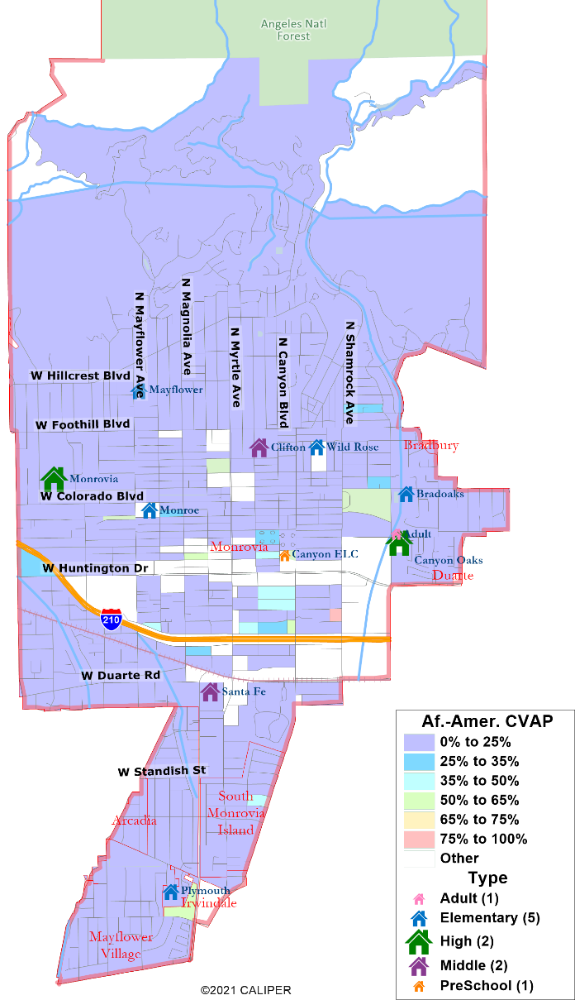 Angeles Natl
Forest
N Mayflower Ave
N Magnolia Ave
N Myrtle Ave
N Canyon Blvd
N Shamrock Ave
W Hillcrest Blvd
Mayflower
W Foothill Blvd
Clifton
Wild Rose
Bradbury
Monrovia
W Colorado Blvd
Bradoaks
Monroe
Adult
Monrovia
Canyon ELC
Canyon Oaks
W Huntington Dr
Duarte
210
W Duarte Rd
Santa Fe
W Standish St
South
Monrovia
Island
Arcadia
Plymouth
Irwindale
Mayflower
Village
©2021 CALIPER
Af.-Amer. CVAP
0% to 25%
25% to 35%
35% to 50%
50% to 65%
65% to 75%
75% to 100%
Other
Type
Adult (1)
Elementary (5)
High (2)
Middle (2)
PreSchool (1)